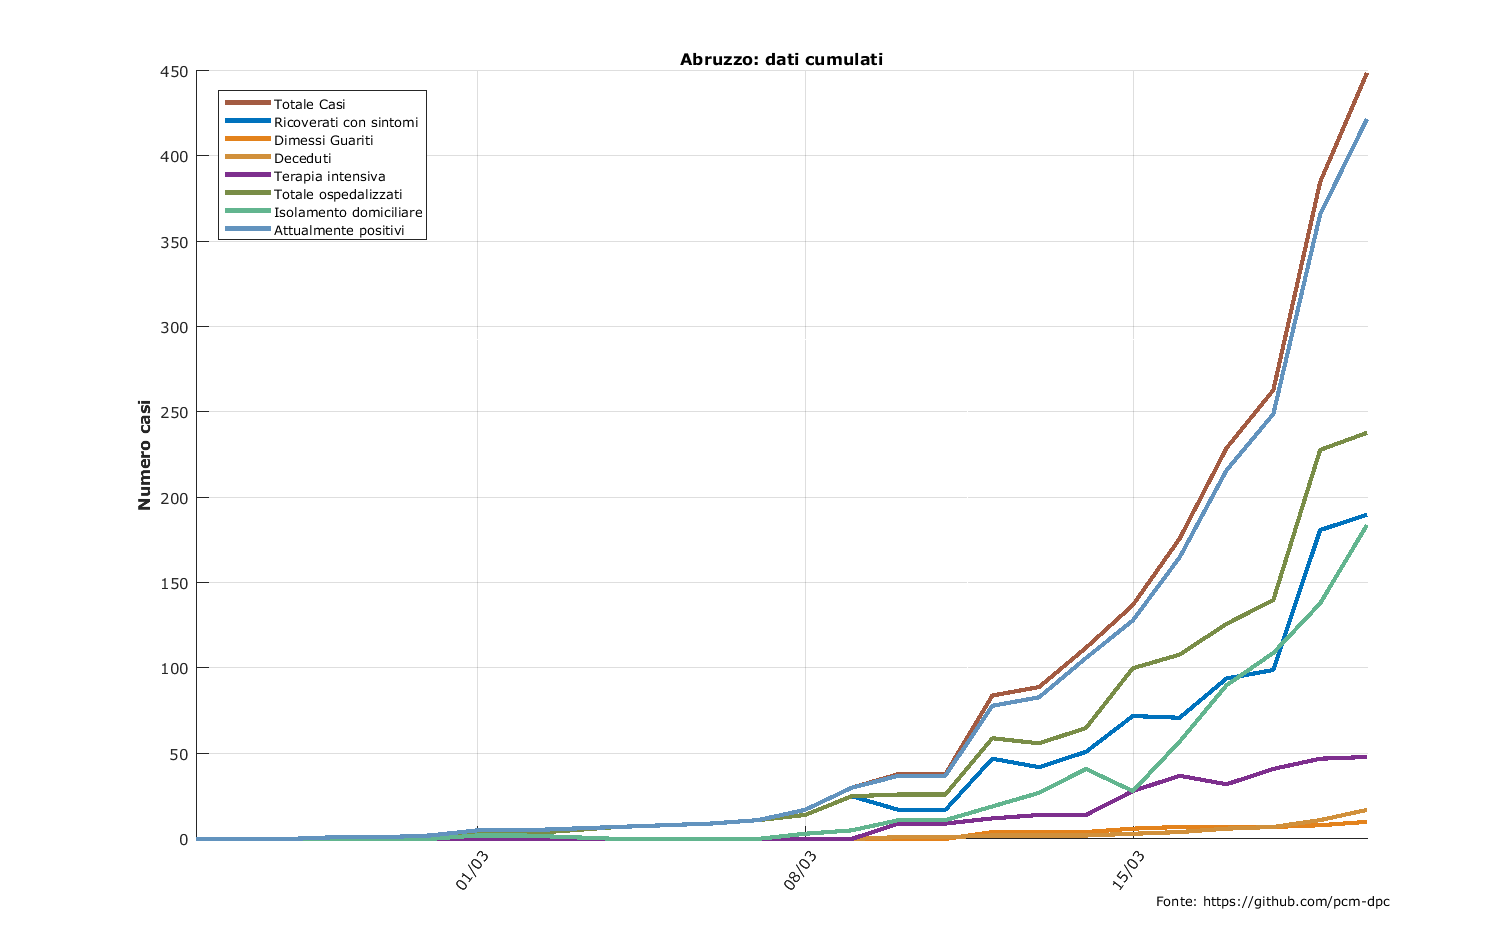 Abruzzo: dati cumulati
450
400
350
300
250
200
150
100
50
0
Numero casi
Totale Casi
Ricoverati con sintomi
Dimessi Guariti
Deceduti
Terapia intensiva
Totale ospedalizzati
Isolamento domiciliare
Attualmente positivi
01/03
08/03
15/03
Fonte: https://github.com/pcm-dpc